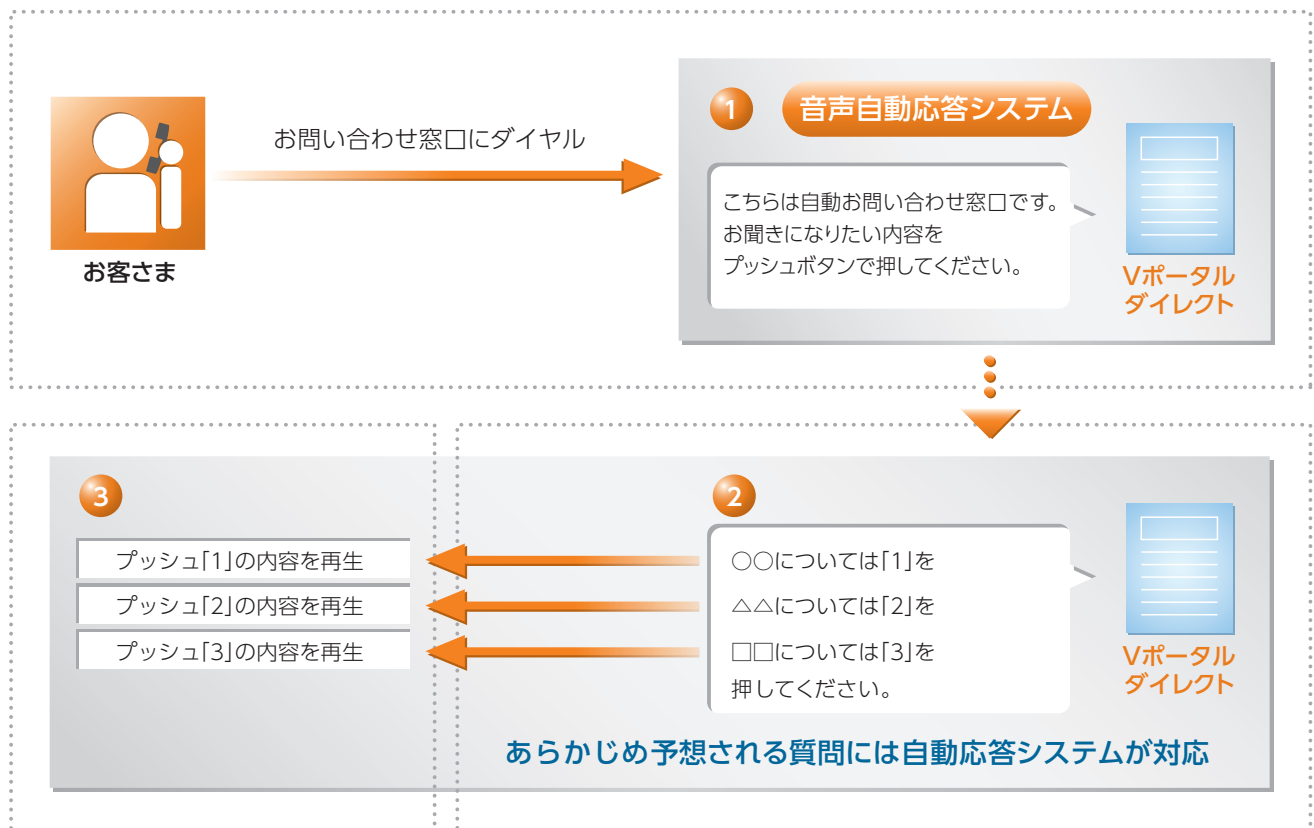 お客さま
お問い合わせ窓口にダイヤル
1
音声自動応答システム
こちらは自動お問い合わせ窓口です。
お聞きになりたい内容を
プッシュボタンで押してください。
Vポータル
ダイレクト
2
○○については「1」を
△△については「2」を
□□については「3」を
押してください。
Vポータル
ダイレクト
3
プッシュ「1」の内容を再生
プッシュ「2」の内容を再生
プッシュ「3」の内容を再生
あらかじめ予想される質問には自動応答システムが対応